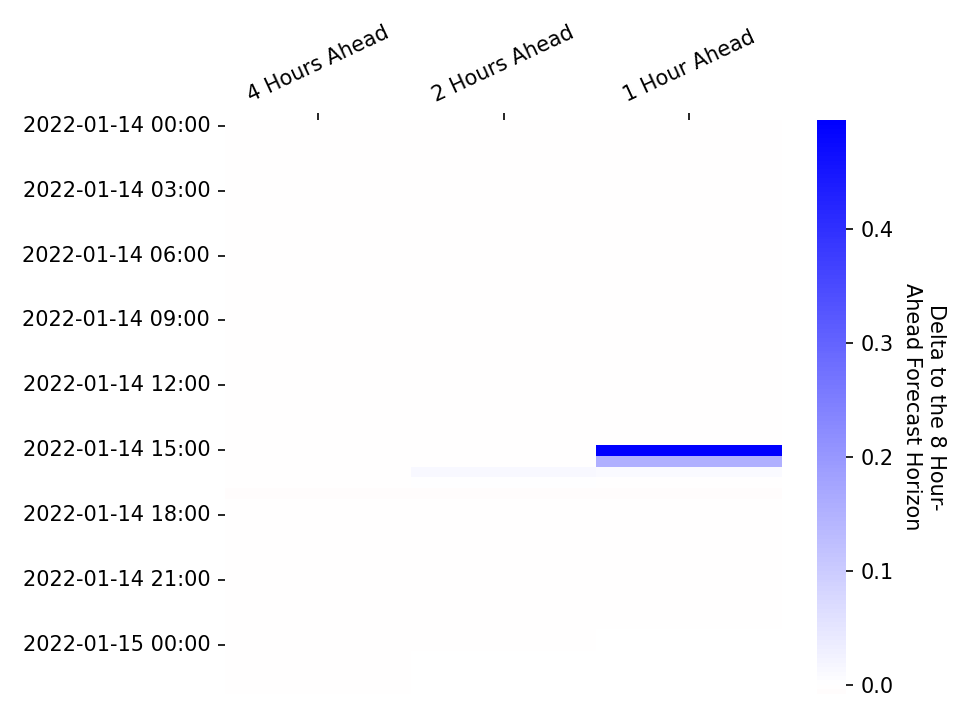 4 Hours Ahead
2 Hours Ahead
1 Hour Ahead
2022-01-14 00:00
2022-01-14 03:00
2022-01-14 06:00
2022-01-14 09:00
2022-01-14 12:00
2022-01-14 15:00
2022-01-14 18:00
2022-01-14 21:00
2022-01-15 00:00
0.4
0.3
0.2
0.1
0.0
Delta to the 8 Hour-
Ahead Forecast Horizon